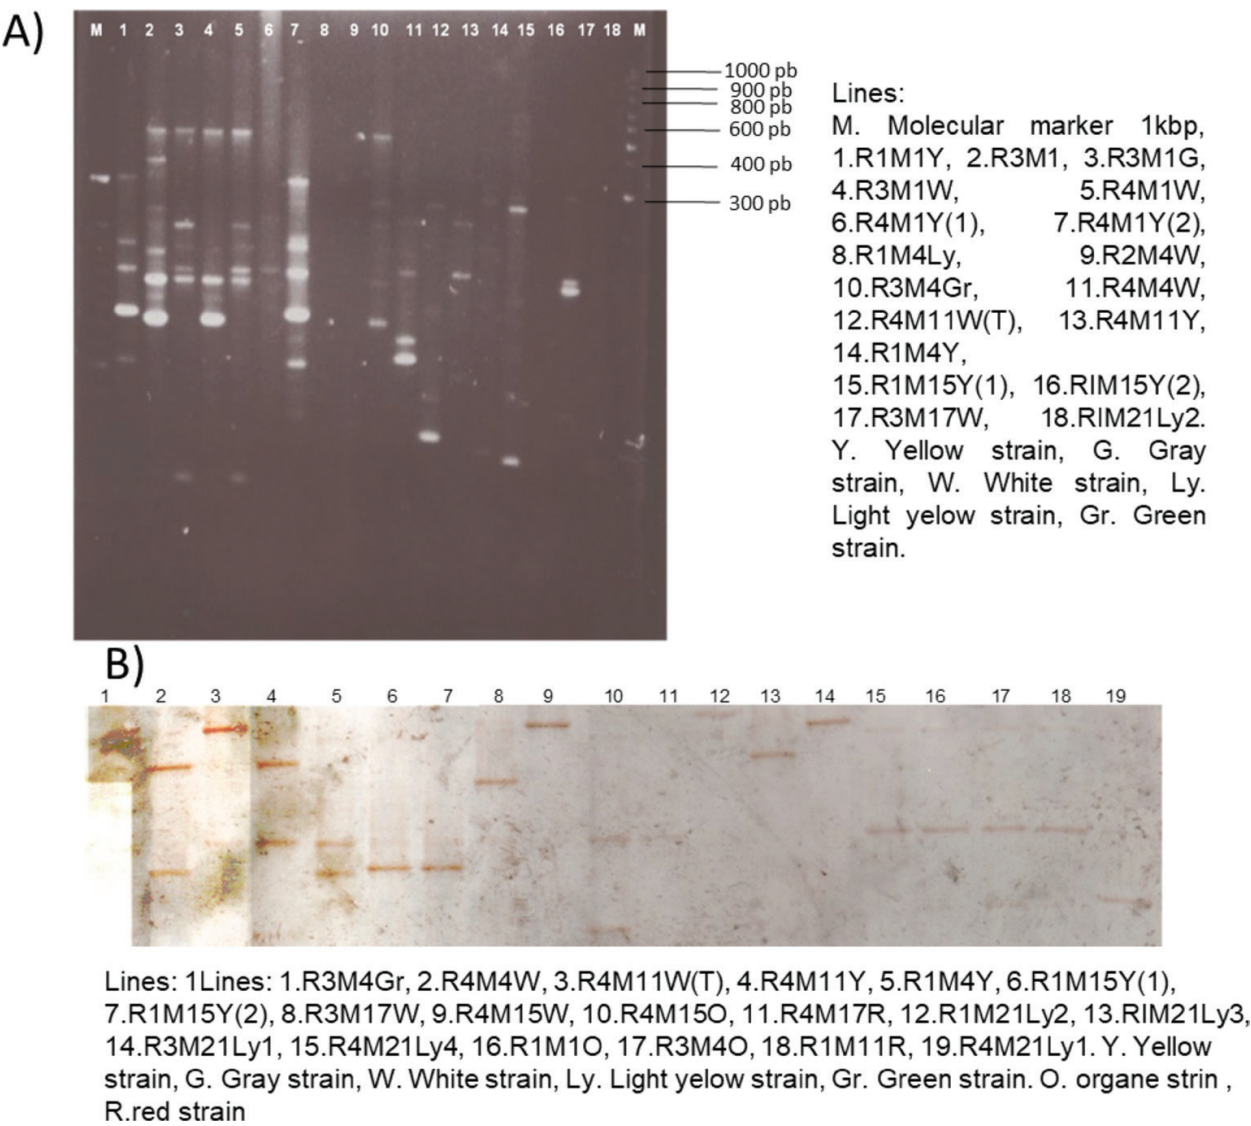 A)
M 1 2 3 4 5 6 7 8 9 10 11 12 13 14 15 16 17 18 M
1000 pb
900 pb
800 pb
600 pb
400 pb
300 pb
Lines:
M. Molecular marker 1kbp,
1.R1M1Y, 2.R3M1, 3.R3M1G,
4.R3M1W, 5.R4M1W,
6.R4M1Y(1), 7.R4M1Y(2),
8.R1M4Ly, 9.R2M4W,
10.R3M4Gr, 11.R4M4W,
12.R4M11W(T), 13.R4M11Y,
14.R1M4Y,
15.R1M15Y(1), 16.RIM15Y(2),
17.R3M17W, 18.RIM21Ly2.
Y. Yellow strain, G. Gray
strain, W. White strain, Ly.
Light yelow strain, Gr. Green
strain.
B)
1 2 3 4 5 6 7 8 9 10 11 12 13 14 15 16 17 18 19
Lines: 1Lines: 1.R3M4Gr, 2.R4M4W, 3.R4M11W(T), 4.R4M11Y, 5.R1M4Y, 6.R1M15Y(1),
7.R1M15Y(2), 8.R3M17W, 9.R4M15W, 10.R4M15O, 11.R4M17R, 12.R1M21Ly2, 13.RIM21Ly3,
14.R3M21Ly1, 15.R4M21Ly4, 16.R1M1O, 17.R3M4O, 18.R1M11R, 19.R4M21Ly1. Y. Yellow
strain, G. Gray strain, W. White strain, Ly. Light yelow strain, Gr. Green strain. O. organe strin ,
R.red strain